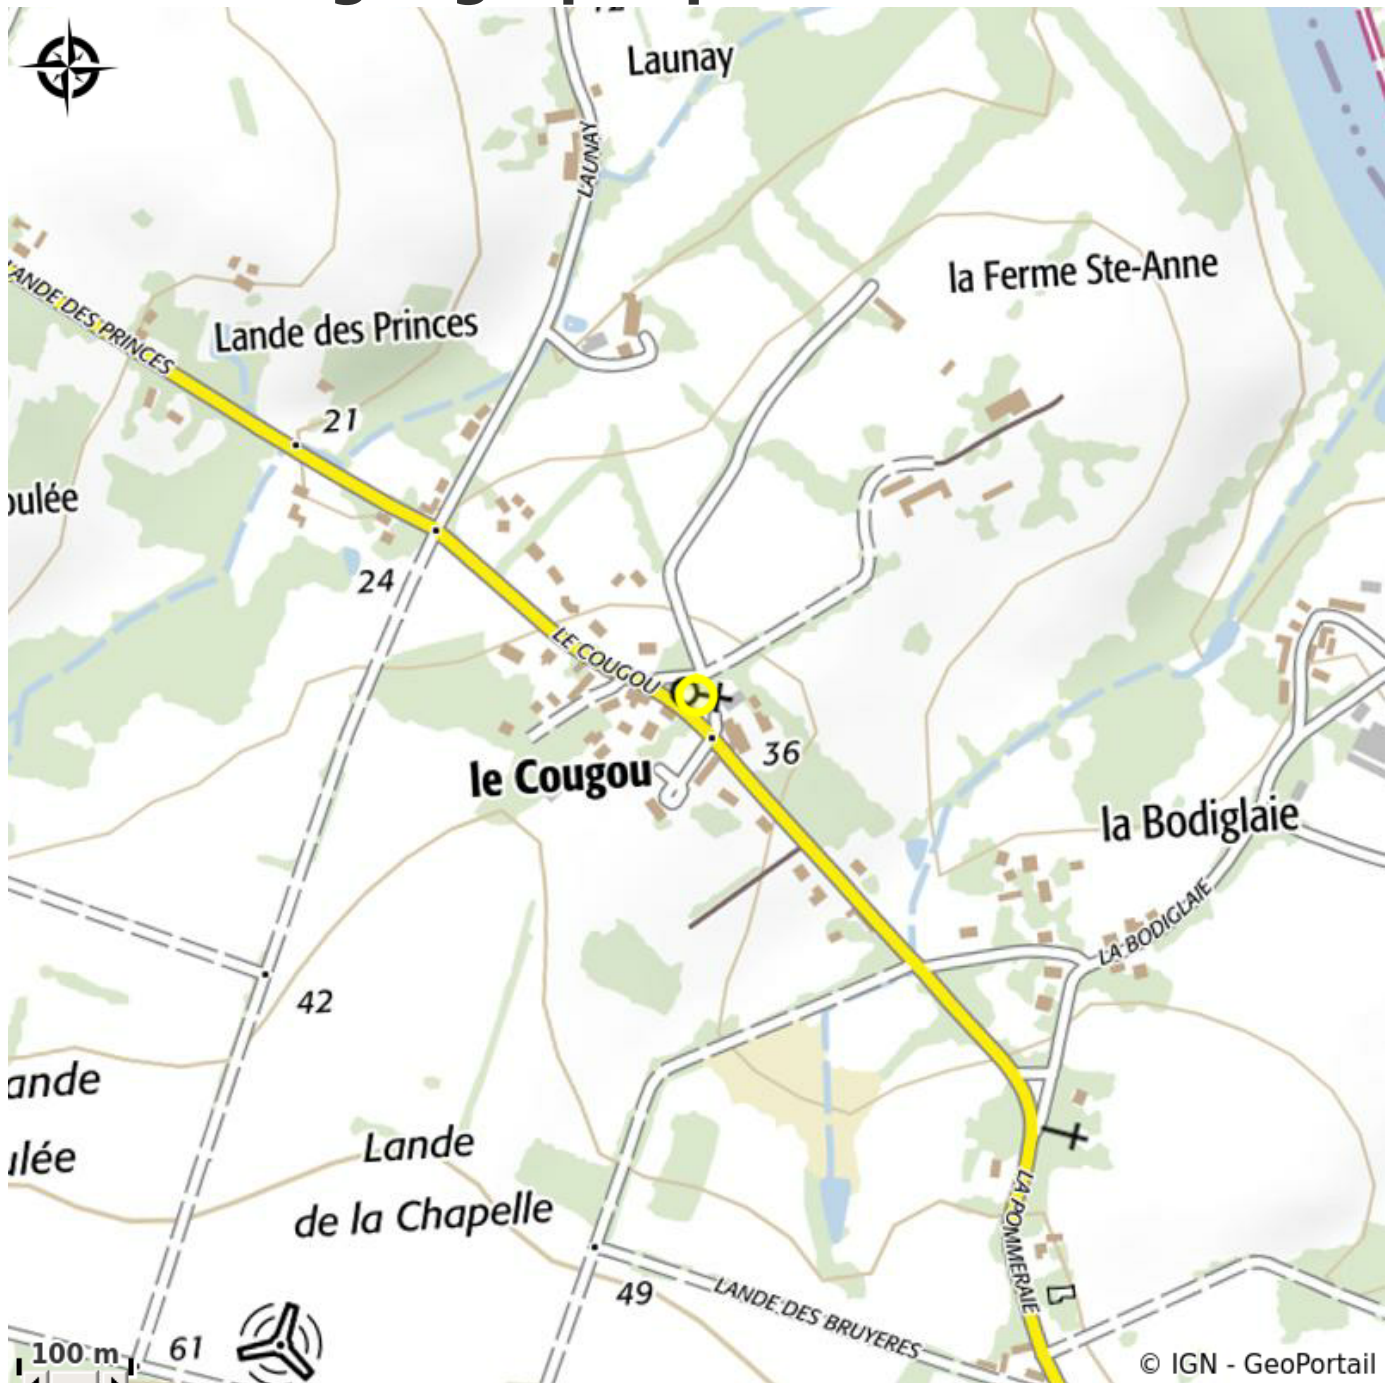 Launay
LAUNAY
la Ferme Ste-Anne
LANDE DES PRINCES
Lande des Princes
21
oulée
24
LE COUGOU
36
le Cougou
la Bodiglaie
LA BODIGLAIE
42
ande
Lande
ulée
de la Chapelle
LA POMMERAIE
49
LANDE DES BRUYERES
61
100 m
© IGN - GeoPortail